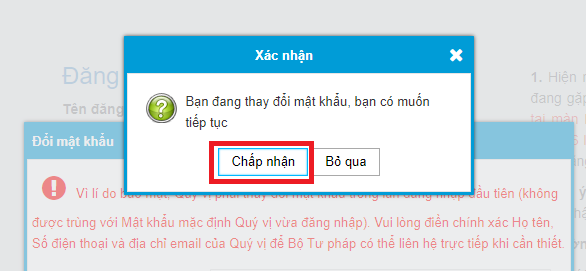 Xác nhận
Đăng
Tên đăng
1. Hiện
đang gặp
Bạn đang thay đổi mật khẩu, bạn có muốn
tiếp tục
Chấp nhận
Bỏ qua
Đổi mật khẩu
Vì lí do bảo mật, Quý vị phải thay đổi mật khẩu trong lần đăng nhập đầu tiên (không
được trùng với Mật khẩu mặc định Quý vị vừa đăng nhập). Vui lòng điền chính xác Họ tên,
Số điện thoại và địa chỉ email của Quý vị để Bộ Tư pháp có thể liên hệ trực tiếp khi cần thiết.